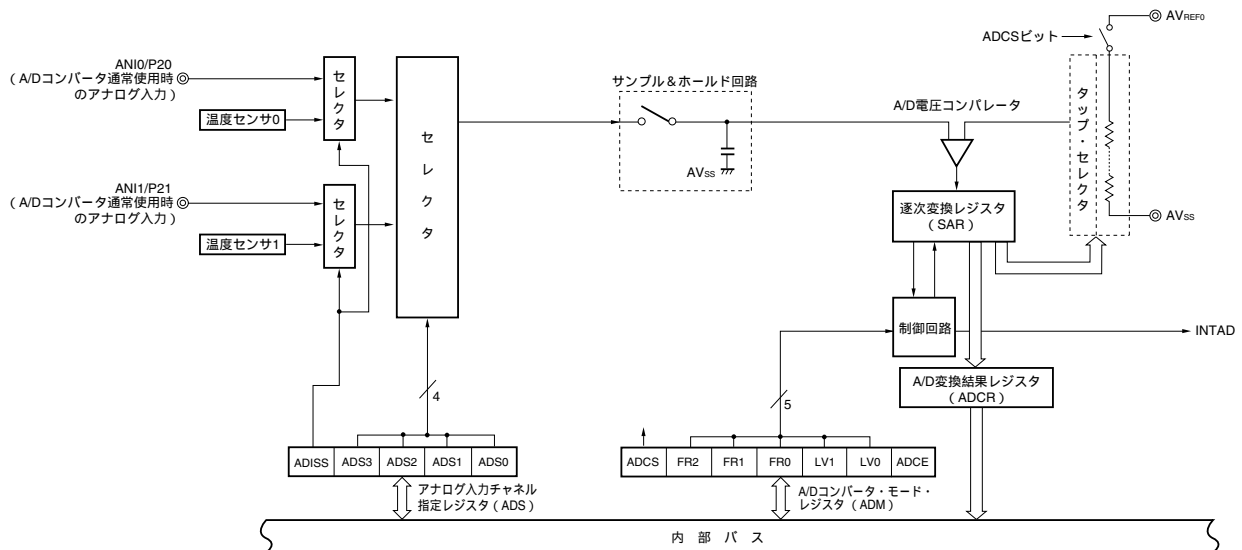 AVREF0
ADCSビット
ANI0/P20
（A/Dコンバータ通常使用時
のアナログ入力）
セレクタ
温度センサ0
セレクタ
サンプル＆ホールド回路
AVSS
A/D電圧コンパレータ
タップ・セレクタ
ANI1/P21
（A/Dコンバータ通常使用時
のアナログ入力）
セレクタ
温度センサ1
逐次変換レジスタ
（SAR）
AVSS
制御回路
INTAD
4
5
A/D変換結果レジスタ
（ADCR）
ADISS ADS3 ADS2 ADS1 ADS0
ADCS FR2 FR1 FR0 LV1 LV0 ADCE
アナログ入力チャネル
指定レジスタ（ADS）
A/Dコンバータ・モード・
レジスタ（ADM）
内 部 バ ス